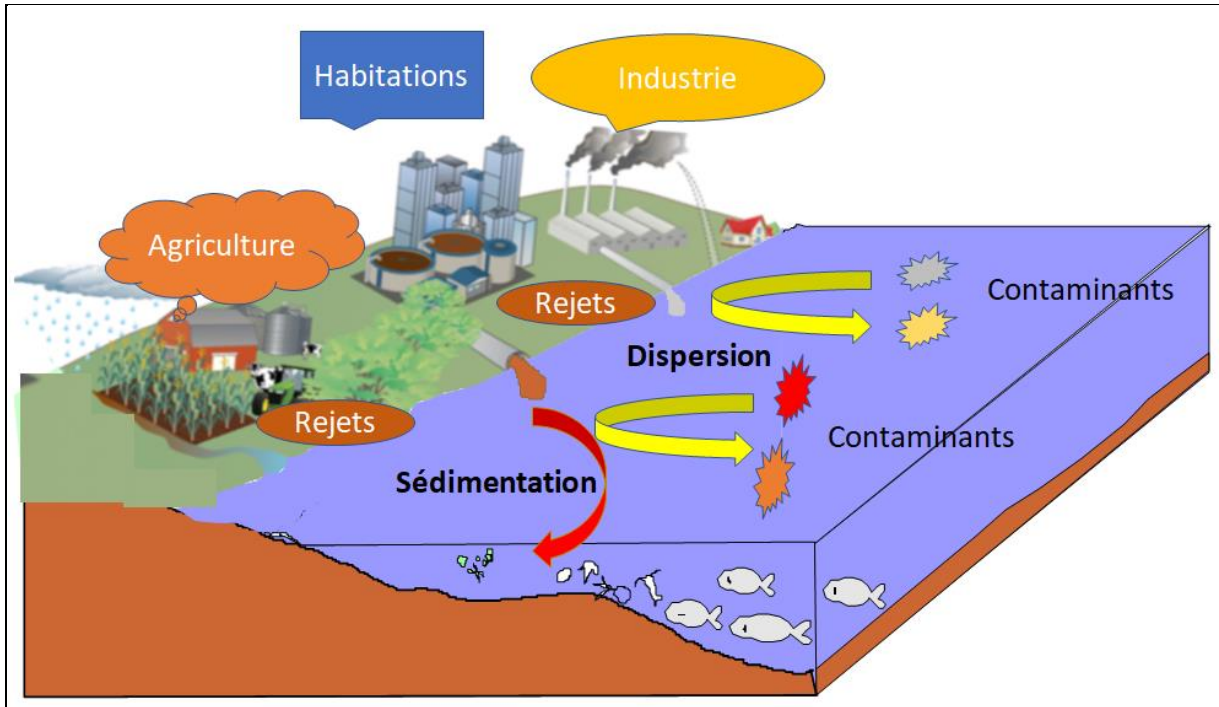 Habitations
Industrie
Agriculture
Rejets
Contaminants
Dispersion
Rejets
Contaminants
Sédimentation